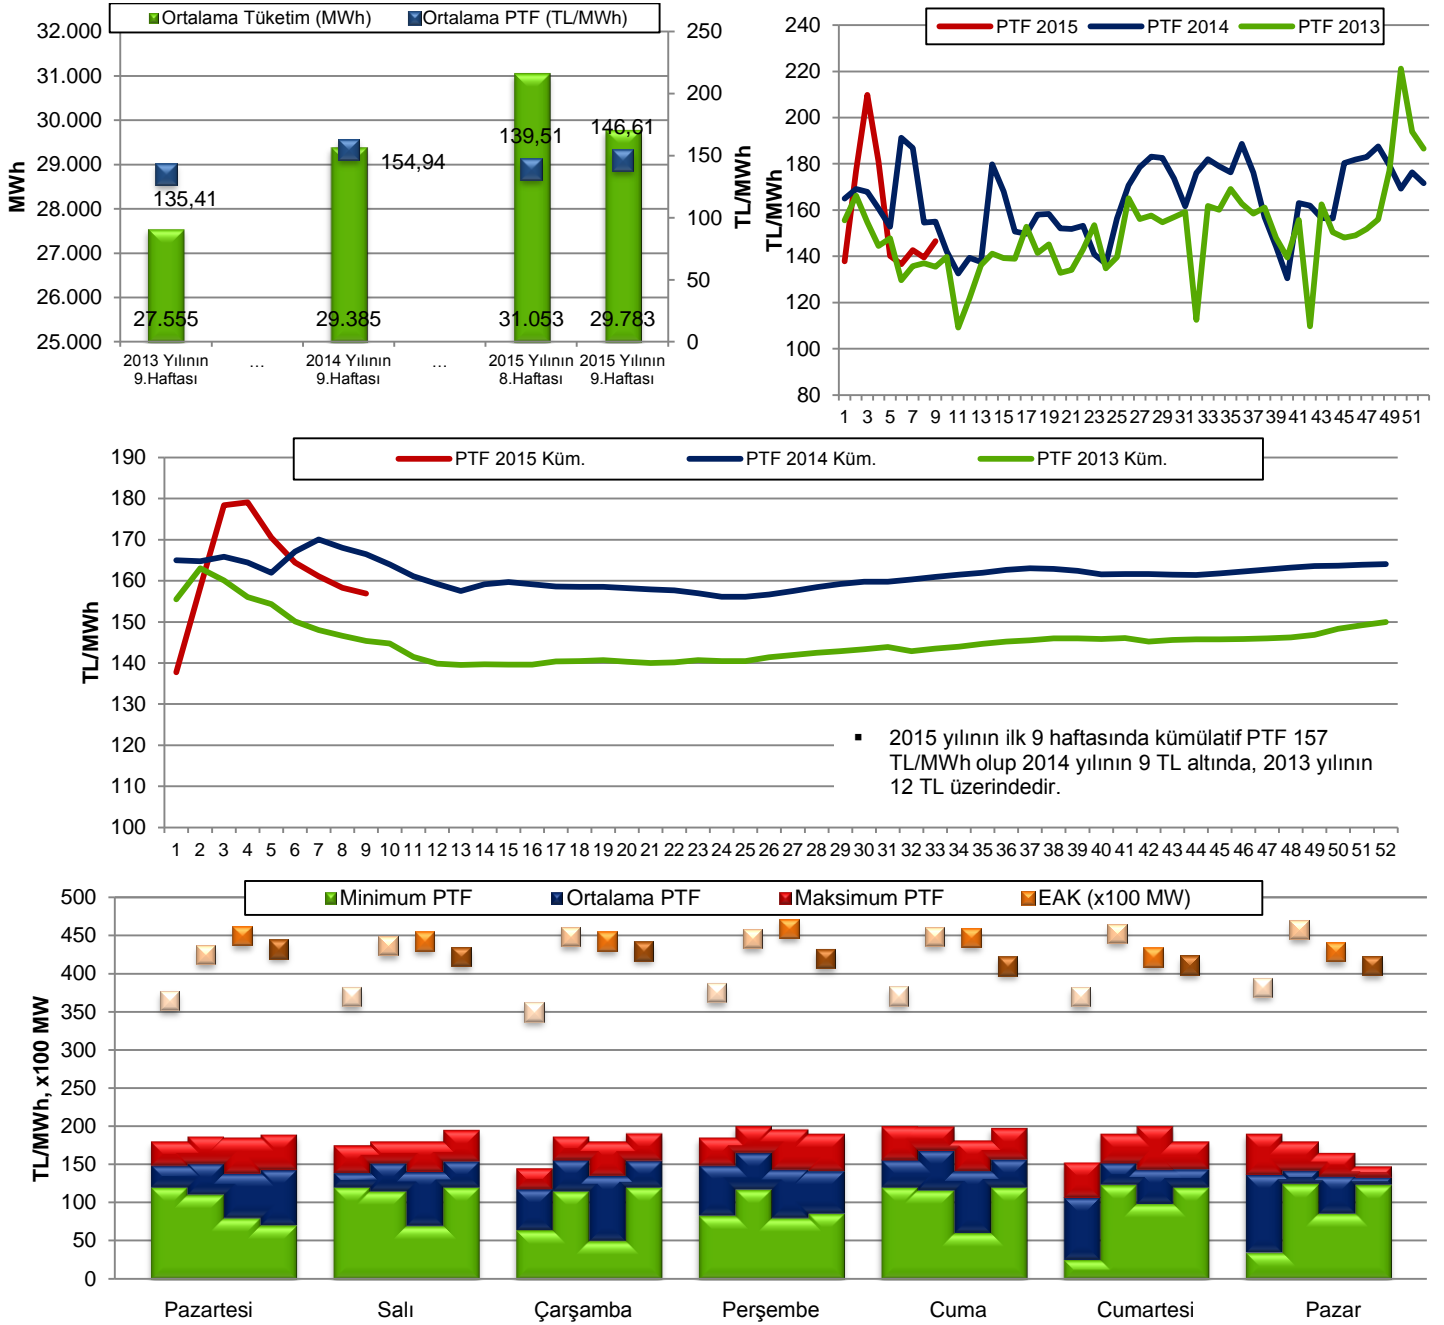 Ortalama Tüketim (MWh) Ortalama PTF (TL/MWh)
32.000
31.000
30.000
29.000
28.000
27.000
26.000
25.000
MWh
250
200
150
100
50
0
TL/MWh
135,41
154,94
139,51
146,61
27.555
29.385
31.053
29.783
2013 Yılının 9.Haftası
...
2014 Yılının 9.Haftası
...
2015 Yılının 8.Haftası
2015 Yılının 9.Haftası
PTF 2015 PTF 2014 PTF 2013
240
220
200
180
160
140
120
100
80
TL/MWh
1 3 5 7 9 11 13 15 17 19 21 23 25 27 29 31 33 35 37 39 41 43 45 47 49 51
PTF 2015 Küm. PTF 2014 Küm. PTF 2013 Küm.
190
180
170
160
150
140
130
120
110
100
TL/MWh
▪ 2015 yılının ilk 9 haftasında kümülatif PTF 157
TL/MWh olup 2014 yılının 9 TL altında, 2013 yılının
12 TL üzerindedir.
1 2 3 4 5 6 7 8 9 10 11 12 13 14 15 16 17 18 19 20 21 22 23 24 25 26 27 28 29 30 31 32 33 34 35 36 37 38 39 40 41 42 43 44 45 46 47 48 49 50 51 52
Minimum PTF Ortalama PTF Maksimum PTF EAK (x100 MW)
500
450
400
350
300
250
200
150
100
50
0
TL/MWh, x100 MW
Pazartesi Salı Çarşamba Perşembe Cuma Cumartesi Pazar